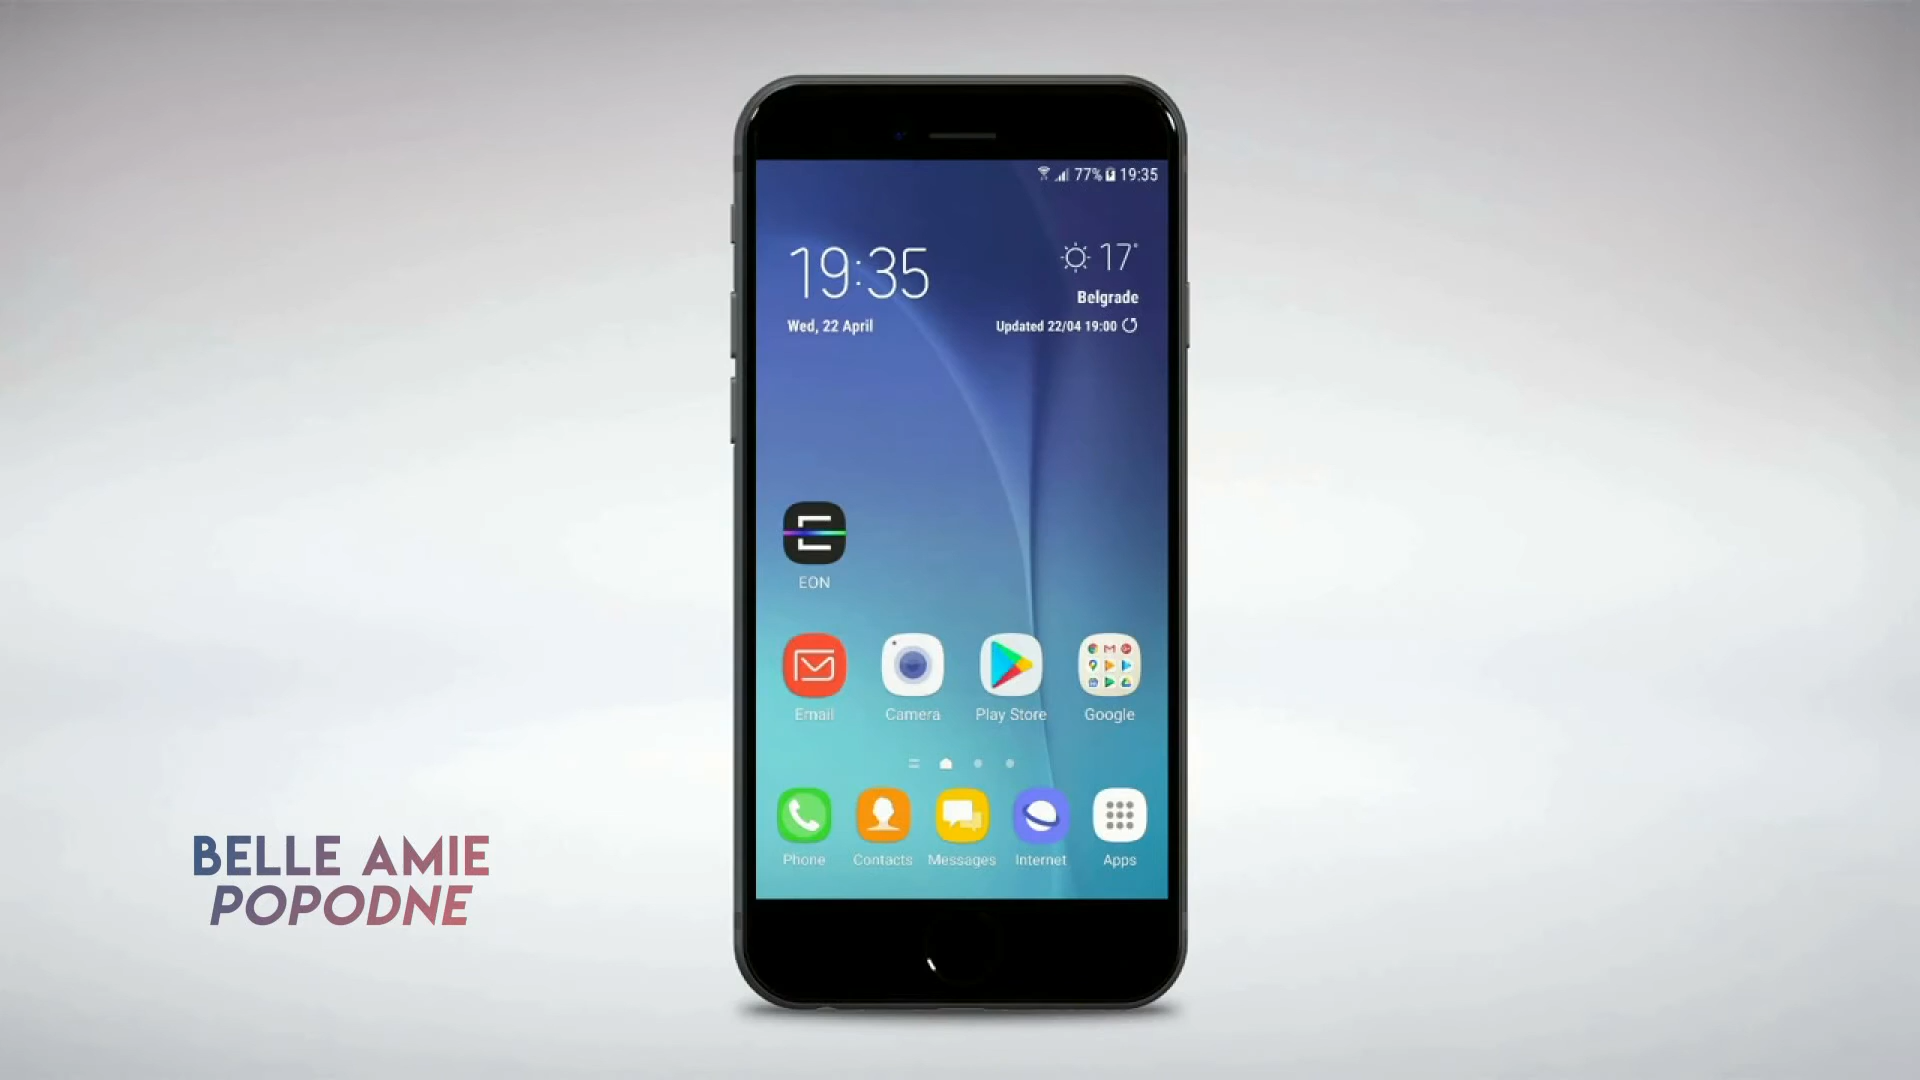 77% 19:35
19:35
17°
Belgrade
Wed, 22 April
Updated 22/04 19:00
EON
Email
Camera
Play Store
Google
Phone
Contacts
Messages
Internet
Apps
BELLE AMIE
POPODNE